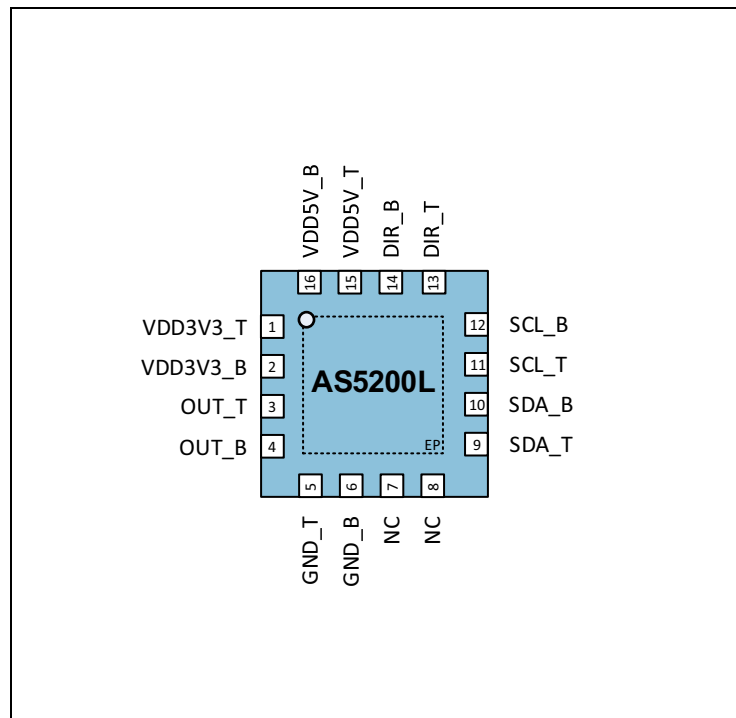 VDD5V_B VDD5V_T DIR_B DIR_T
16 15 14 13
VDD3V3_T 1 12 SCL_B
VDD3V3_B 2 11 SCL_T
AS5200L
OUT_T 3 10 SDA_B
OUT_B 4 9 SDA_T
EP
5 6 7 8
GND_T GND_B NC NC